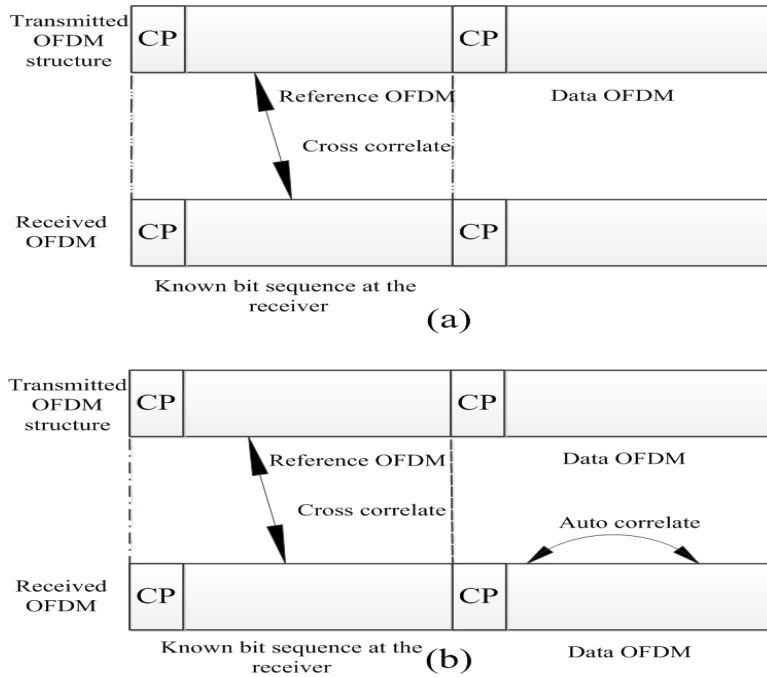 Transmitted
OFDM
structure
CP
CP
Reference OFDM
Data OFDM
Cross correlate
Received
OFDM
CP
CP
Known bit sequence at the
receiver
(a)
Transmitted
OFDM
structure
CP
CP
Reference OFDM
Data OFDM
Cross correlate
Auto correlate
Received
OFDM
CP
CP
Known bit sequence at the
receiver
(b)
Data OFDM